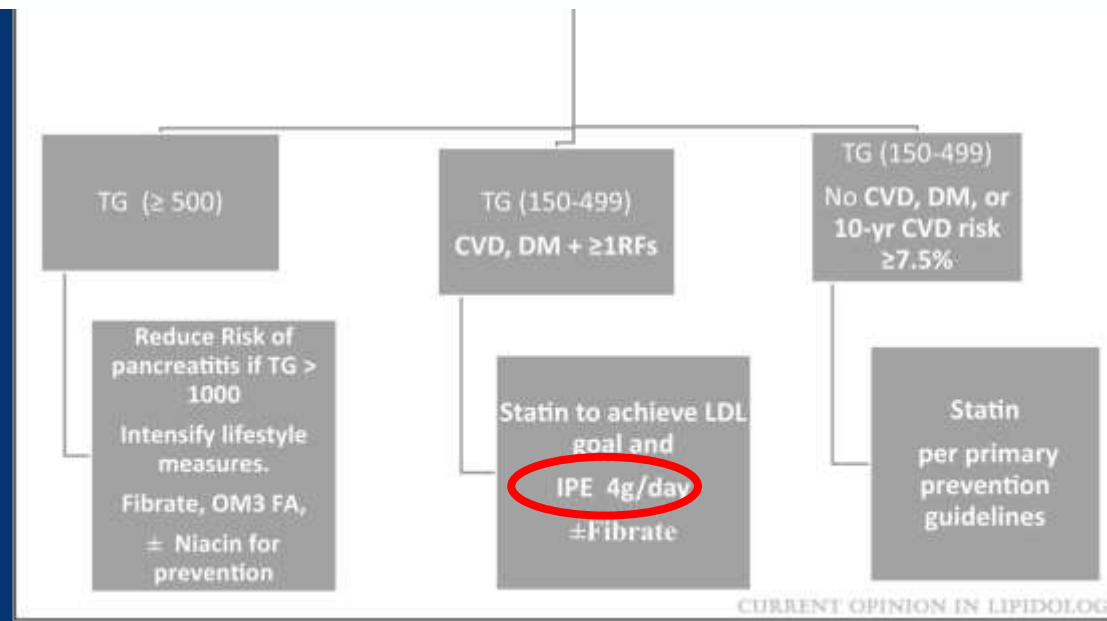 TG (≥ 500)
TG (150-499)
CVD, DM + ≥1RFs
TG (150-499)
No CVD, DM, or
10-yr CVD risk
≥7.5%
Reduce Risk of
pancreatitis if TG >
1000
Intensify lifestyle
measures.
Fibrate, OM3 FA,
± Niacin for
prevention
Statin to achieve LDL
goal and
IPE 4g/day
±Fibrate
Statin
per primary
prevention
guidelines
CURRENT OPINION IN LIPIDOLOG